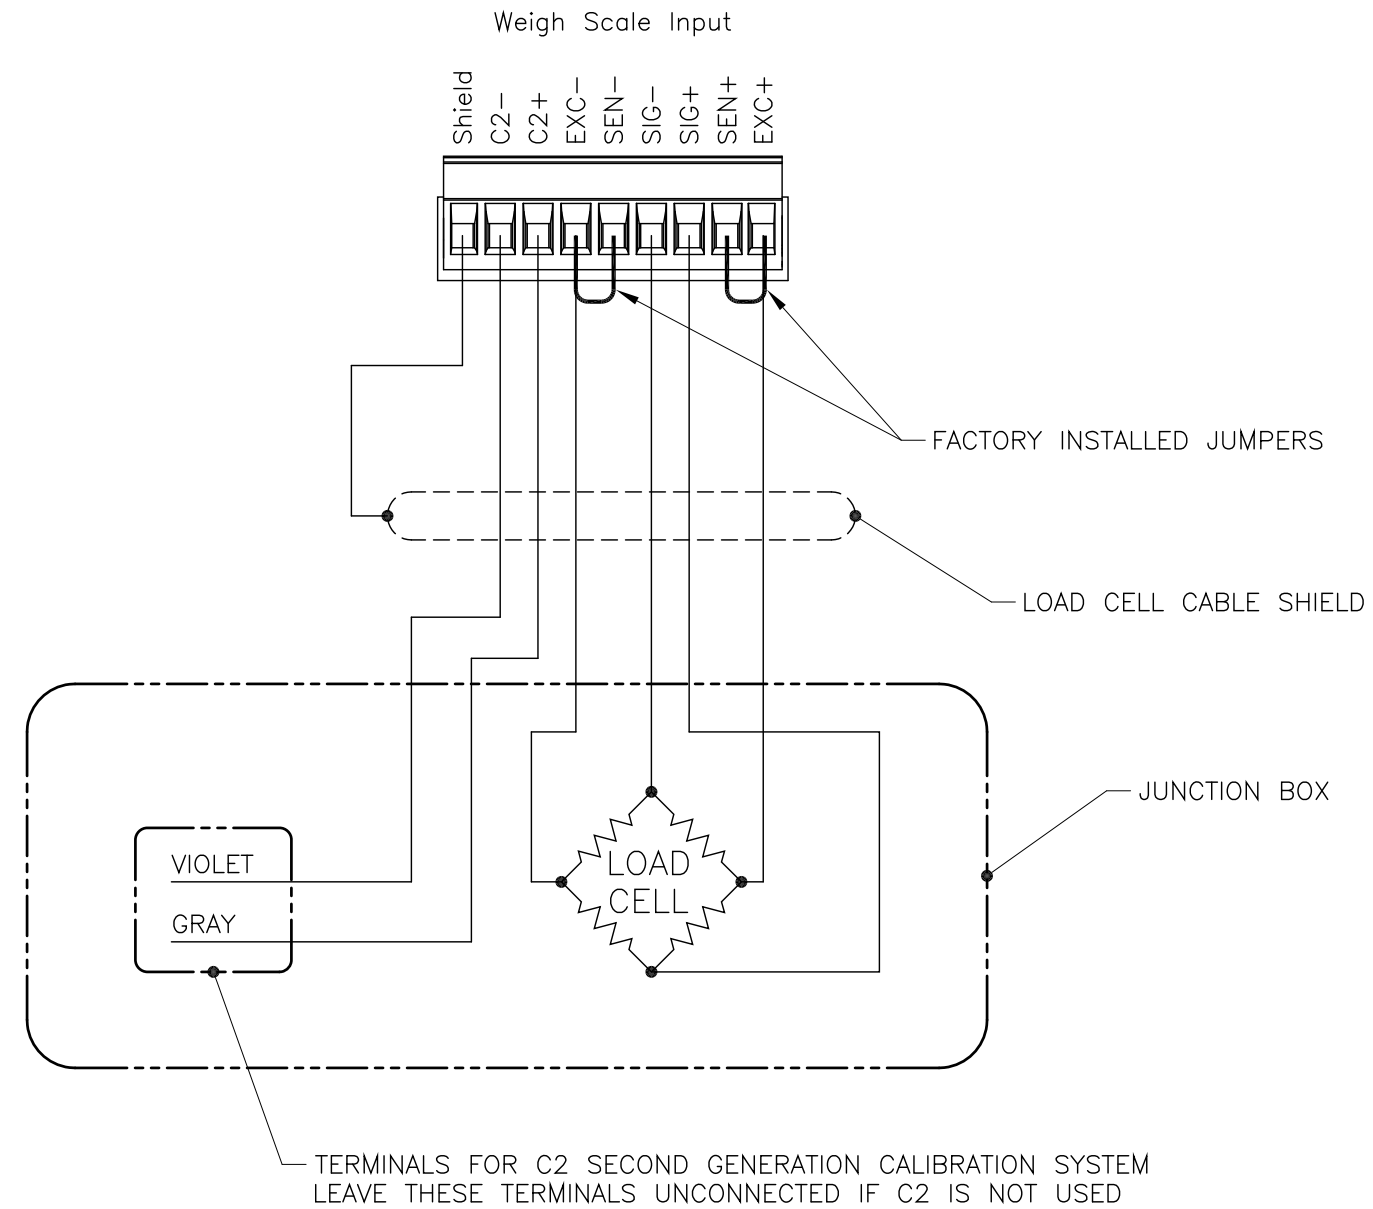 Weigh Scale Input
Shield
C2-
C2+
EXC-
SEN-
SIG-
SIG+
SEN+
EXC+
FACTORY INSTALLED JUMPERS
LOAD CELL CABLE SHIELD
JUNCTION BOX
VIOLET
GRAY
LOAD
CELL
TERMINALS FOR C2 SECOND GENERATION CALIBRATION SYSTEM
LEAVE THESE TERMINALS UNCONNECTED IF C2 IS NOT USED